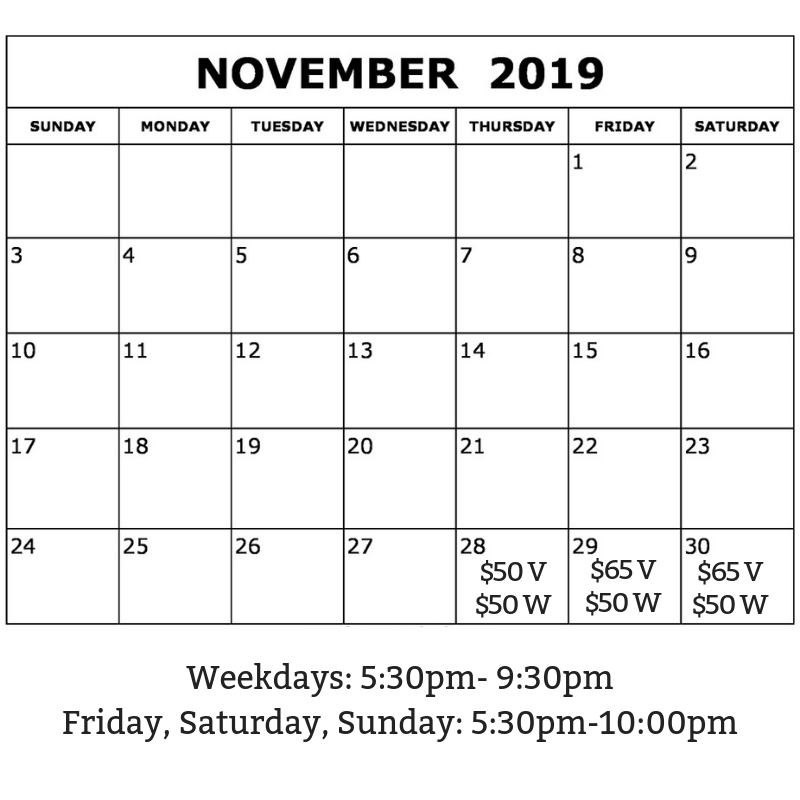 NOVEMBER 2019
SUNDAY MONDAY TUESDAY WEDNESDAY THURSDAY FRIDAY SATURDAY
1 2
3 4 5 6 7 8 9
10 11 12 13 14 15 16
17 18 19 20 21 22 23
24 25 26 27 28 29 30
$50 V $65 V $65 V
$50 W $50 W $50 W
Weekdays: 5:30pm- 9:30pm
Friday, Saturday, Sunday: 5:30pm-10:00pm